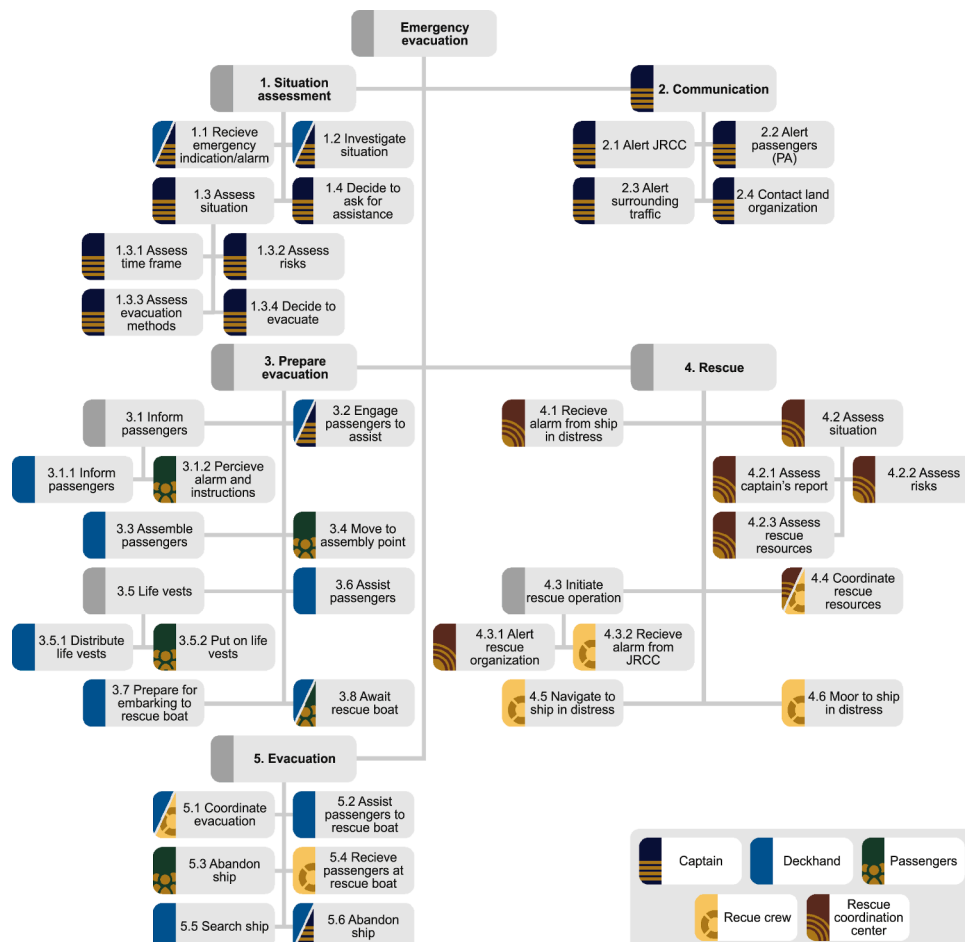 Emergency
evacuation
1. Situation
assessment
2. Communication
1.1 Recieve
emergency
indication/alarm
1.2 Investigate
situation
2.1 Alert JRCC
2.2 Alert
passengers
(PA)
1.3 Assess
situation
1.4 Decide to
ask for
assistance
2.3 Alert
surrounding
traffic
2.4 Contact land
organization
1.3.1 Assess
time frame
1.3.2 Assess
risks
1.3.3 Assess
evacuation
methods
1.3.4 Decide to
evacuate
3. Prepare
evacuation
4. Rescue
3.1 Inform
passengers
3.2 Engage
passengers to
assist
4.1 Recieve
alarm from ship
in distress
4.2 Assess
situation
3.1.1 Inform
passengers
3.1.2 Percieve
alarm and
instructions
4.2.1 Assess
captain's report
4.2.2 Assess
risks
3.3 Assemble
passengers
3.4 Move to
assembly point
4.2.3 Assess
rescue
resources
3.5 Life vests
3.6 Assist
passengers
4.3 Initiate
rescue operation
4.4 Coordinate
rescue
resources
3.5.1 Distribute
life vests
3.5.2 Put on life
vests
4.3.1 Alert
rescue
organization
4.3.2 Recieve
alarm from
JRCC
3.7 Prepare for
embarking to
rescue boat
3.8 Await
rescue boat
4.5 Navigate to
ship in distress
4.6 Moor to ship
in distress
5. Evacuation
5.1 Coordinate
evacuation
5.2 Assist
passengers to
rescue boat
5.3 Abandon
ship
5.4 Recieve
passengers at
rescue boat
5.5 Search ship
5.6 Abandon
ship
Captain
Deckhand
Passengers
Recue crew
Rescue
coordination
center